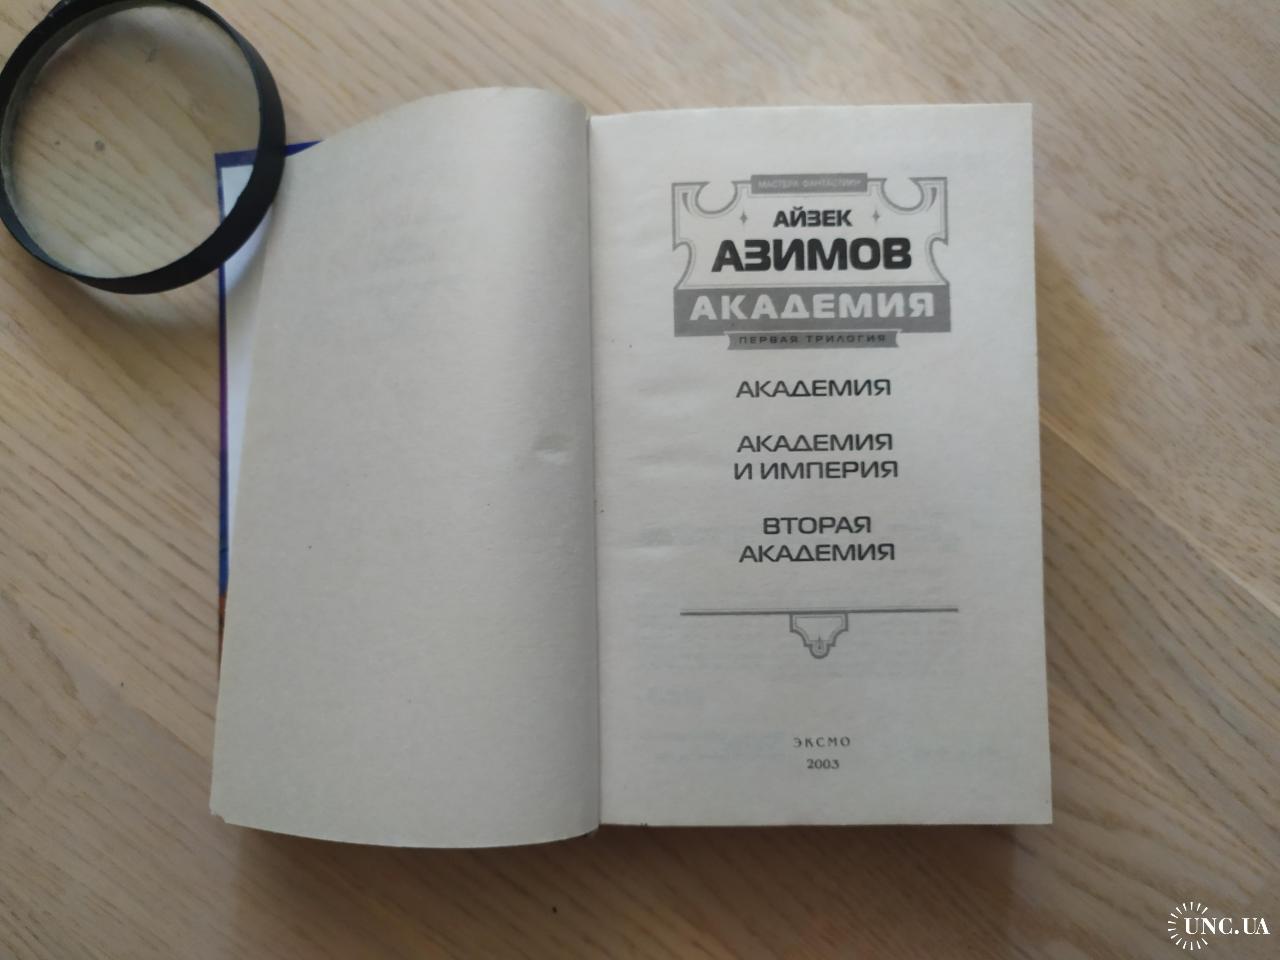 МАСТЕРА ФАНТАСТИКИ
АЙЗЕК
АЗИМОВ
АКАДЕМИЯ
ПЕРВАЯ ТРИЛОГИЯ
АКАДЕМИЯ
АКАДЕМИЯ
И ИМПЕРИЯ
ВТОРАЯ
АКАДЕМИЯ
ЭКСМО
2003
UNC.UA